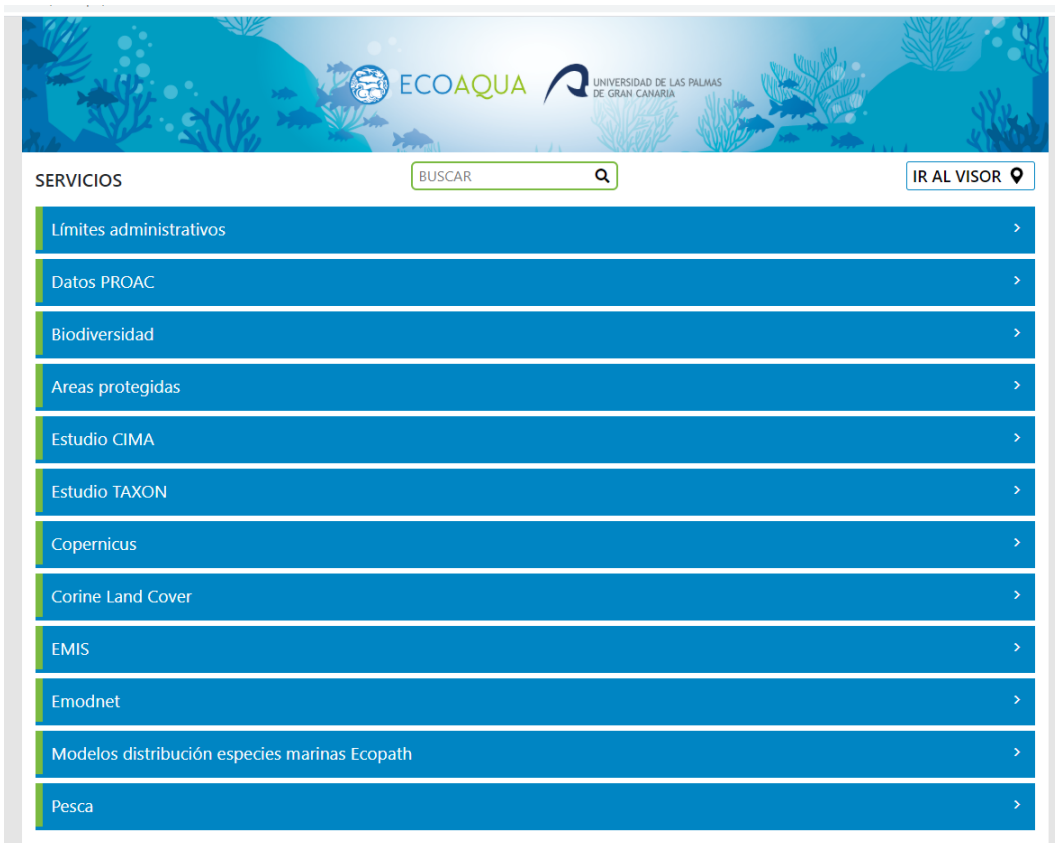 ECOAQUA
UNIVERSIDAD DE LAS PALMAS
DE GRAN CANARIA
SERVICIOS
BUSCAR
IR AL VISOR
Límites administrativos
Datos PROAC
Biodiversidad
Areas protegidas
Estudio CIMA
Estudio TAXON
Copernicus
Corine Land Cover
EMIS
Emodnet
Modelos distribución especies marinas Ecopath
Pesca